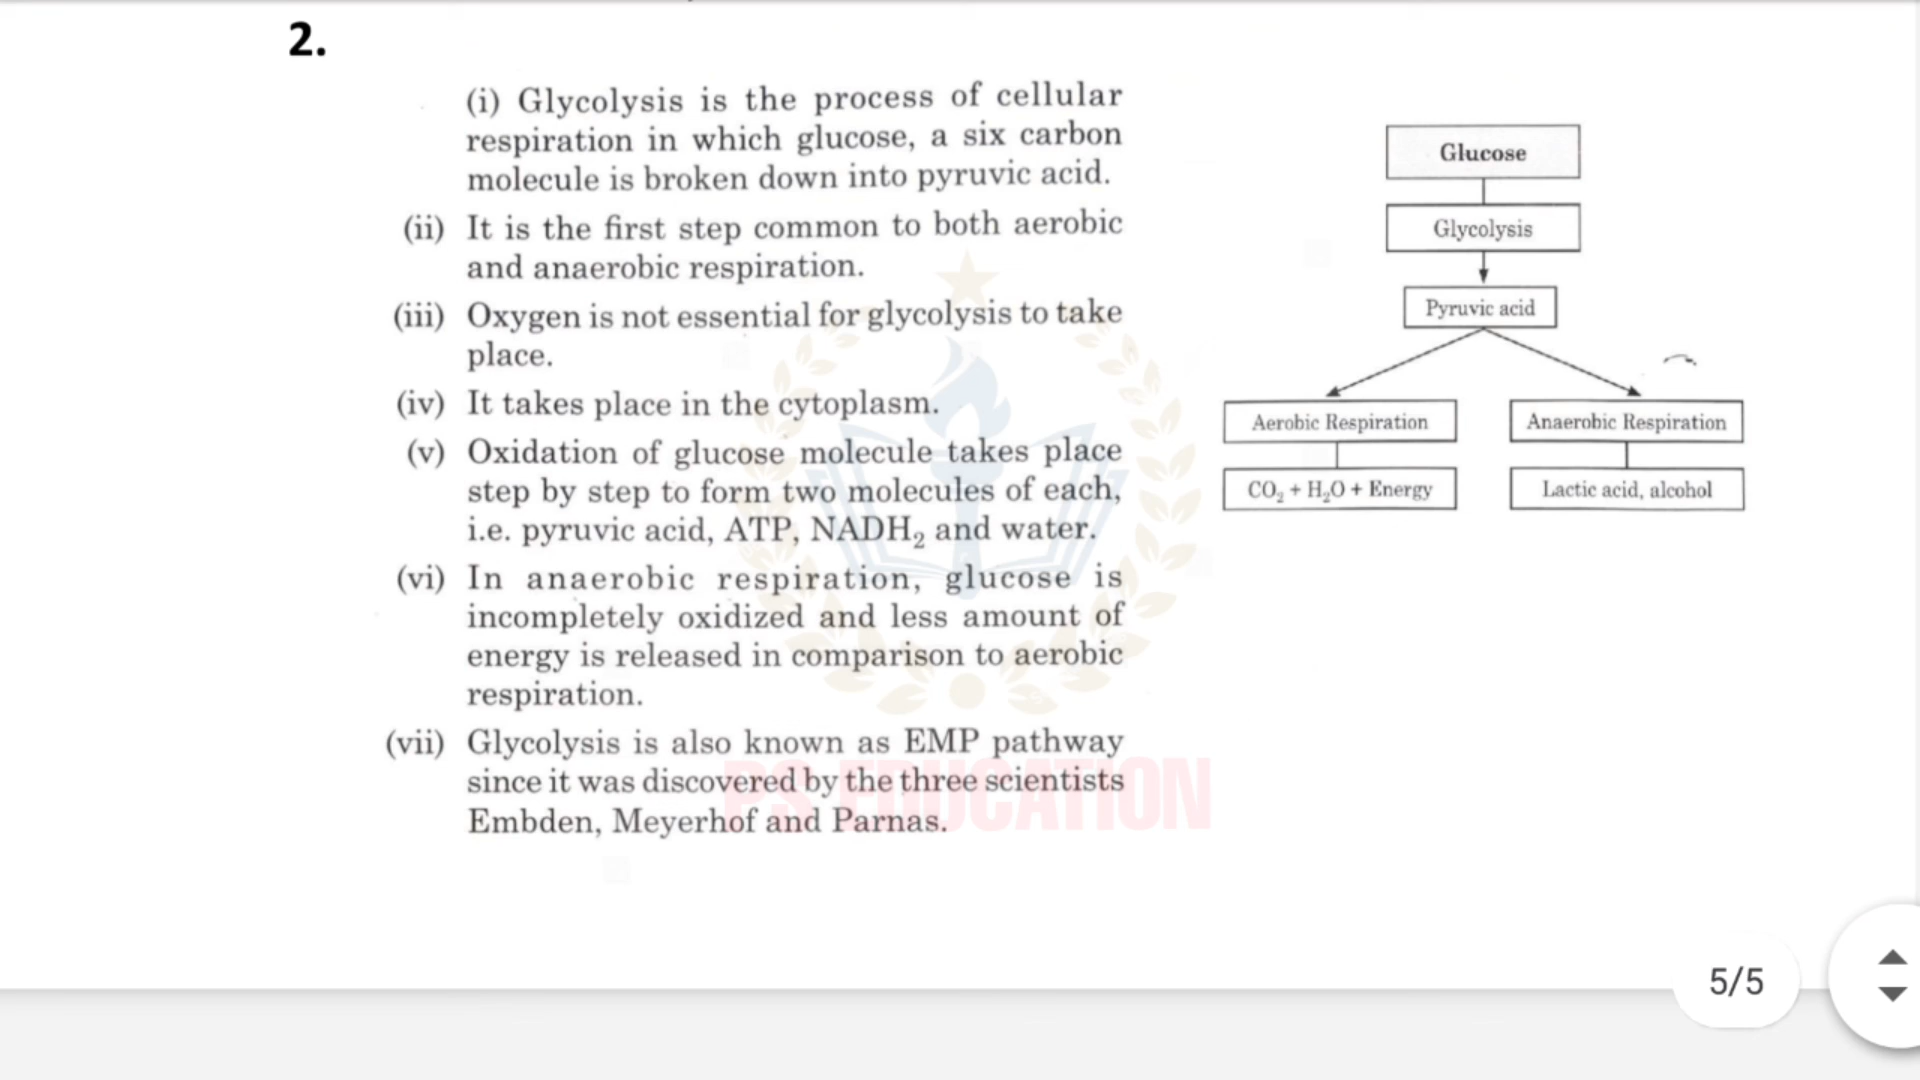 2.
(i) Glycolysis is the process of cellular
respiration in which glucose, a six carbon
molecule is broken down into pyruvic acid.
(ii) It is the first step common to both aerobic
and anaerobic respiration.
(iii) Oxygen is not essential for glycolysis to take
place.
(iv) It takes place in the cytoplasm.
(v) Oxidation of glucose molecule takes place
step by step to form two molecules of each,
i.e. pyruvic acid, ATP, NADH₂ and water.
(vi) In anaerobic respiration, glucose is
incompletely oxidized and less amount of
energy is released in comparison to aerobic
respiration.
(vii) Glycolysis is also known as EMP pathway
since it was discovered by the three scientists
Embden, Meyerhof and Parnas.
PS EDUCATION
Glucose
Glycolysis
Pyruvic acid
Aerobic Respiration
Anaerobic Respiration
CO₂ + H₂O + Energy
Lactic acid, alcohol
5/5